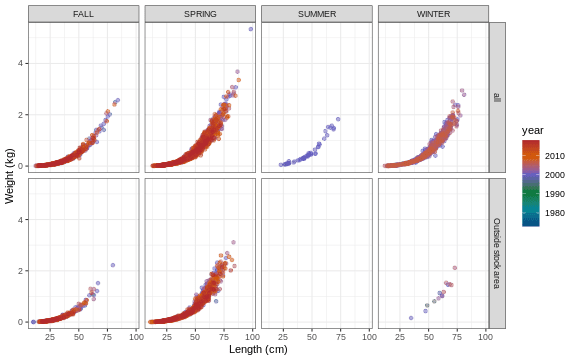 FALL SPRING SUMMER WINTER
all
Outside stock area
Weight (kg)
4
2
0
4
2
0
25 50 75 100 25 50 75 100 25 50 75 100 25 50 75 100
Length (cm)
year
2010
2000
1990
1980